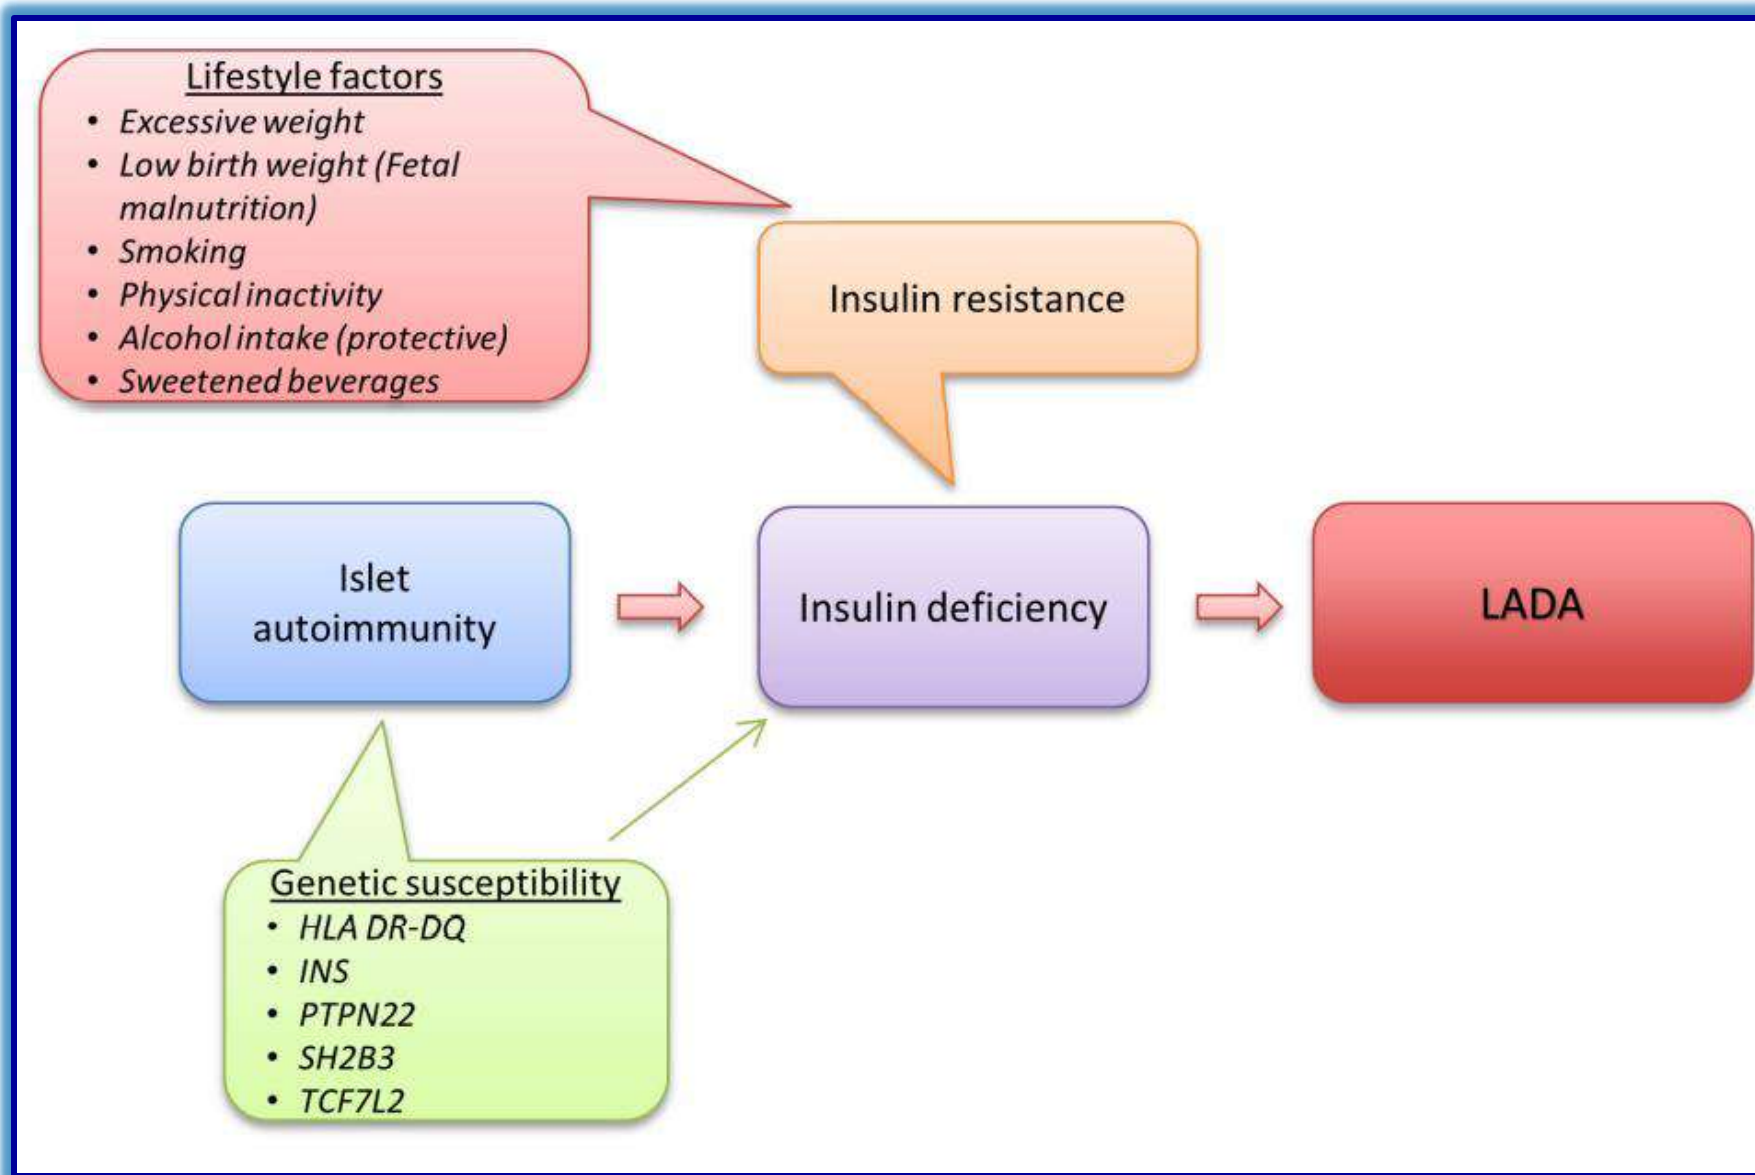 Lifestyle factors
• Excessive weight
• Low birth weight (Fetal
malnutrition)
• Smoking
• Physical inactivity
• Alcohol intake (protective)
• Sweetened beverages
Insulin resistance
Islet
autoimmunity
Insulin deficiency
LADA
Genetic susceptibility
• HLA DR-DQ
• INS
• PTPN22
• SH2B3
• TCF7L2